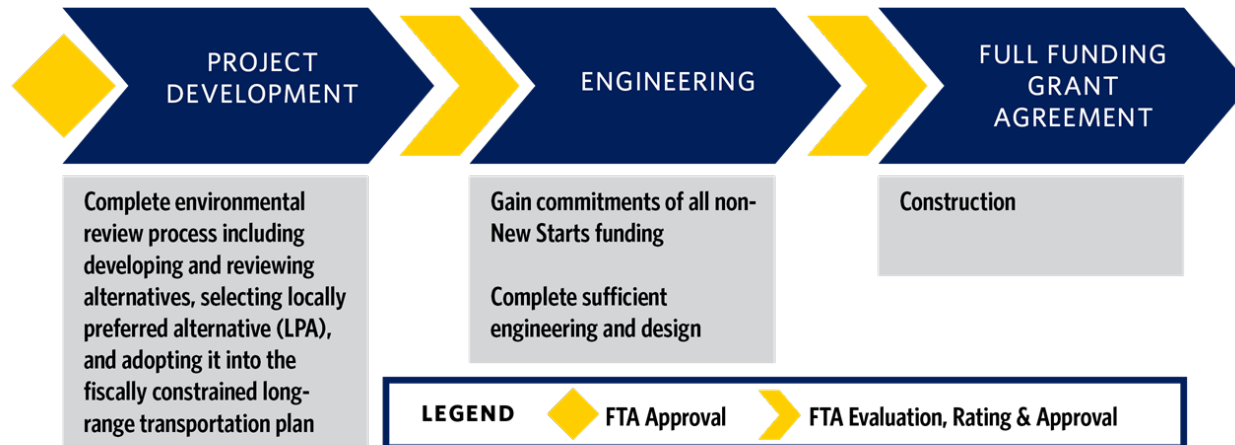 PROJECT
DEVELOPMENT
ENGINEERING
FULL FUNDING
GRANT
AGREEMENT
Complete environmental
review process including
developing and reviewing
alternatives, selecting locally
preferred alternative (LPA),
and adopting it into the
fiscally constrained long-
range transportation plan
Gain commitments of all non-
New Starts funding
Complete sufficient
engineering and design
Construction
LEGEND FTA Approval FTA Evaluation, Rating & Approval